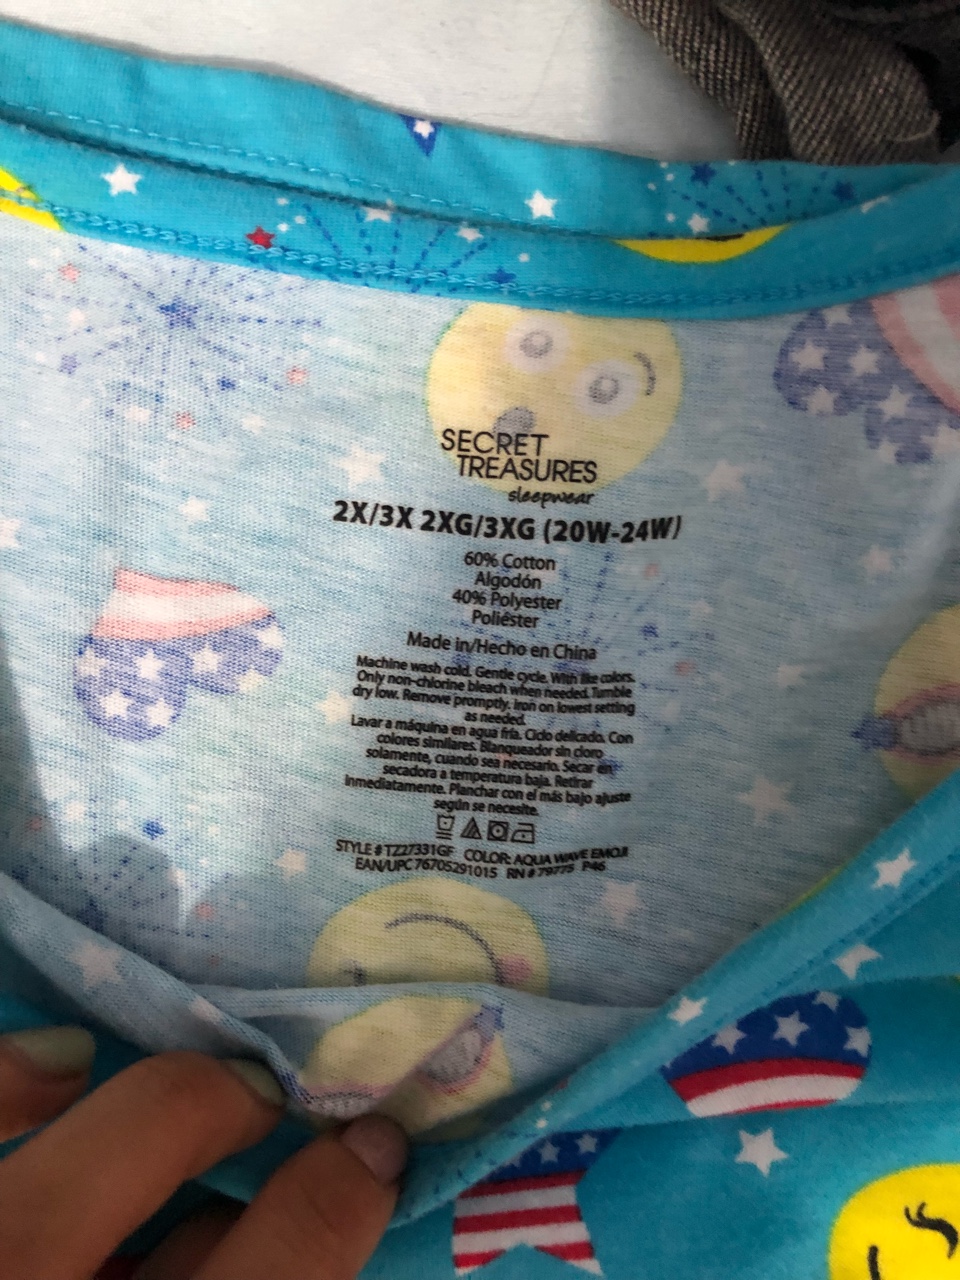 SECRET
TREASURES
sleepwear
2X/3X 2XG/3XG (20W-24W)
60% Cotton
Algodón
40% Polyester
Poliéster
Made in/Hecho en China
Machine wash cold. Gentle cycle. With like colors.
Only non-chlorine bleach when needed. Tumble
dry low. Remove promptly. Iron on lowest setting
as needed.
Lavar a máquina en agua fría. Ciclo delicado. Con
colores similares. Blanqueador sin cloro
solamente, cuando sea necesario. Secar en
secadora a temperatura baja. Retirar
inmediatamente. Planchar con el más bajo ajuste
según se necesite.
STYLE # TZ27331GF COLOR: AQUA WAVE EMOJI
EAN/UPC 76705291015 RN # 79775 P46